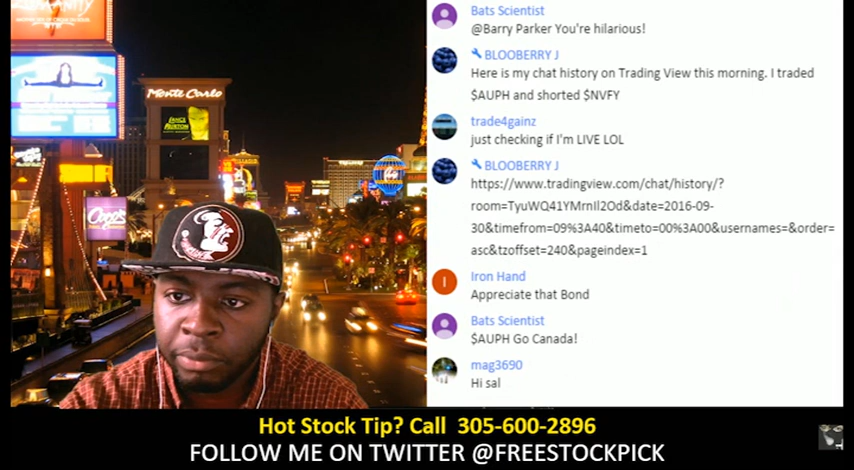 Monte Carlo
Bats Scientist
@Barry Parker You're hilarious!
BLOOBERRY J
Here is my chat history on Trading View this morning. I traded
$AUPH and shorted $NVFY
trade4gainz
just checking if I'm LIVE LOL
BLOOBERRY J
https://www.tradingview.com/chat/history/?
room=TyuWQ41YMrnIl2Od&date=2016-09-
30&timefrom=09%3A40&timeto=00%3A00&usernames=&order=
asc&tzoffset=240&pageindex=1
I
Iron Hand
Appreciate that Bond
Bats Scientist
$AUPH Go Canada!
mag3690
Hi sal
Hot Stock Tip? Call 305-600-2896
FOLLOW ME ON TWITTER @FREESTOCKPICK